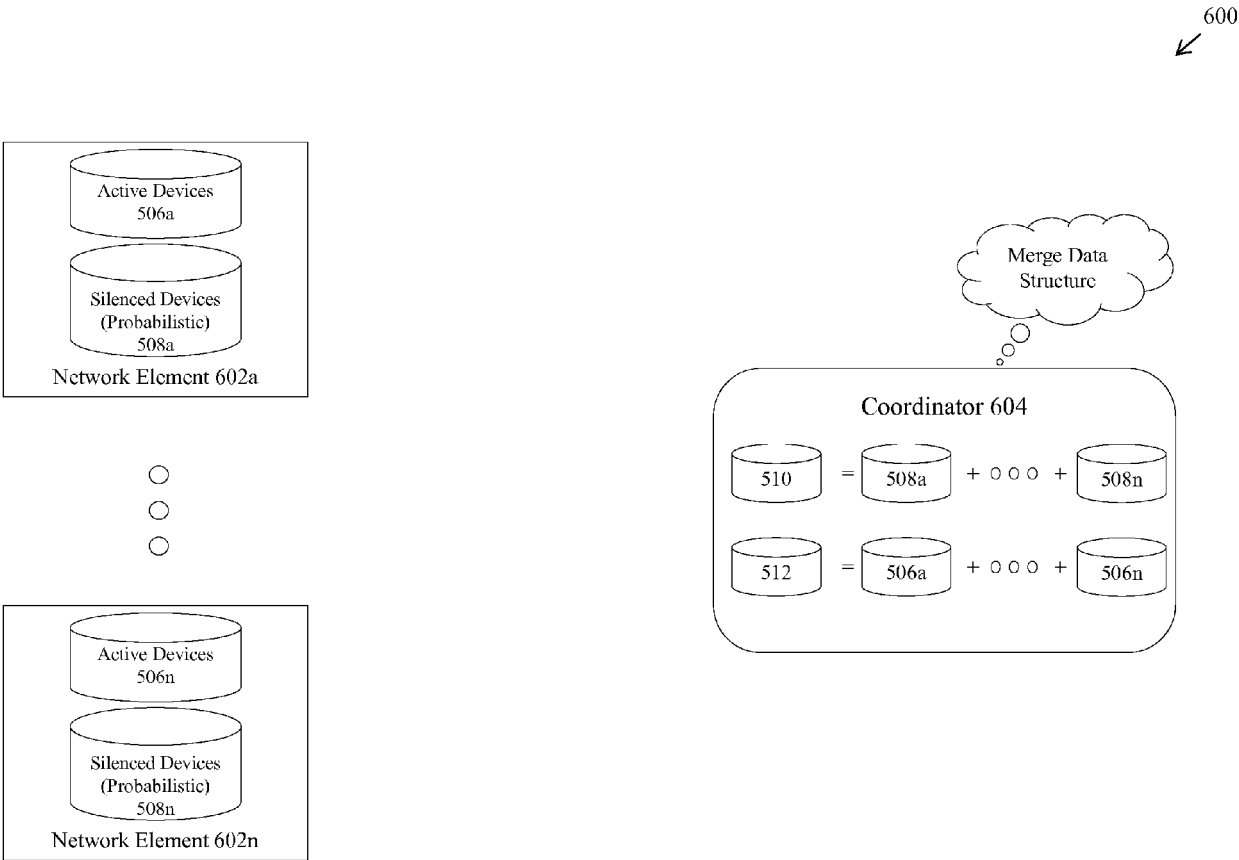 600
Active Devices
506a
Silenced Devices
(Probabilistic)
508a
Network Element 602a
Active Devices
506n
Silenced Devices
(Probabilistic)
508n
Network Element 602n
Merge Data
Structure
Coordinator 604
510 = 508a + o o o + 508n
512 = 506a + o o o + 506n